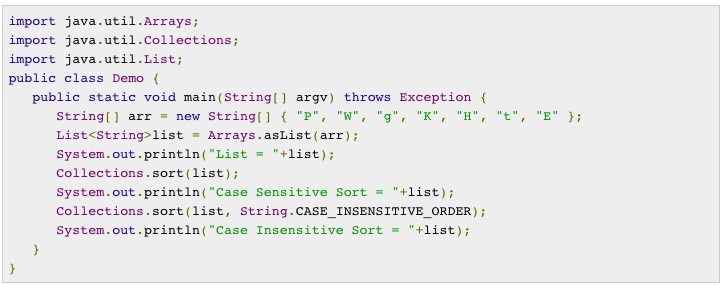 import java.util.Arrays;
import java.util.Collections;
import java.util.List;
public class Demo {
   public static void main(String[] argv) throws Exception {
      String[] arr = new String[] { "P", "W", "g", "K", "H", "t", "E" };
      List<String>list = Arrays.asList(arr);
      System.out.println("List = "+list);
      Collections.sort(list);
      System.out.println("Case Sensitive Sort = "+list);
      Collections.sort(list, String.CASE_INSENSITIVE_ORDER);
      System.out.println("Case Insensitive Sort = "+list);
   }
}